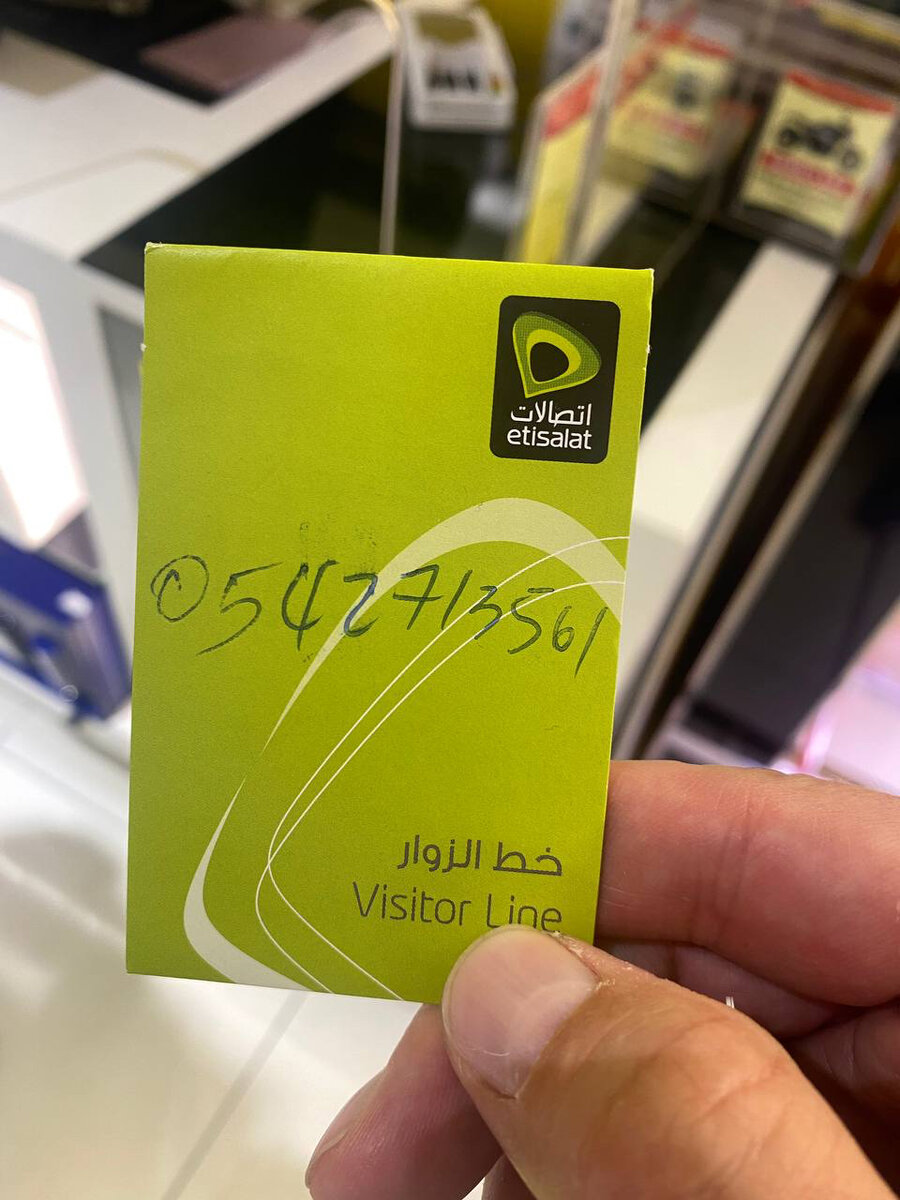 اتصالات
etisalat
0542713561
خط الزوار
Visitor Line